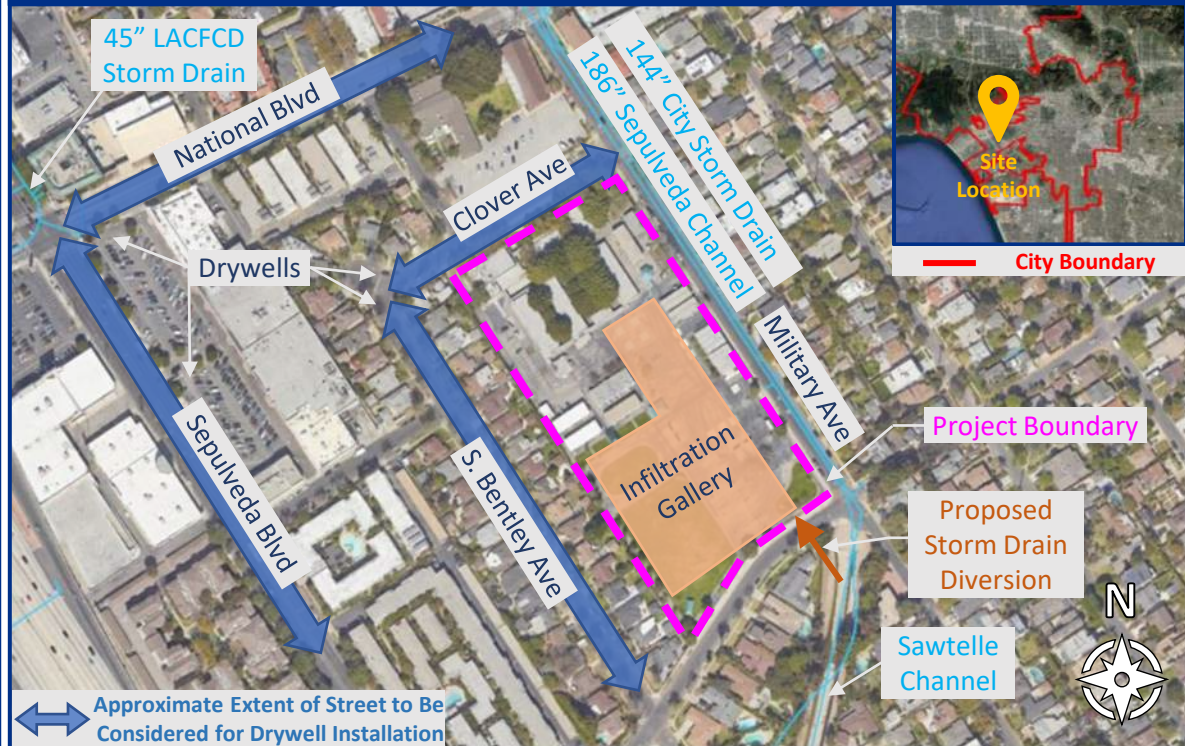 45” LACFCD
Storm Drain
National Blvd
144” City Storm Drain
186” Sepulveda Channel
Clover Ave
Drywells
Site
Location
City Boundary
Military Ave
Project Boundary
Infiltration
Gallery
Sepulveda Blvd
S. Bentley Ave
Proposed
Storm Drain
Diversion
N
Sawtelle
Channel
Approximate Extent of Street to Be
Considered for Drywell Installation